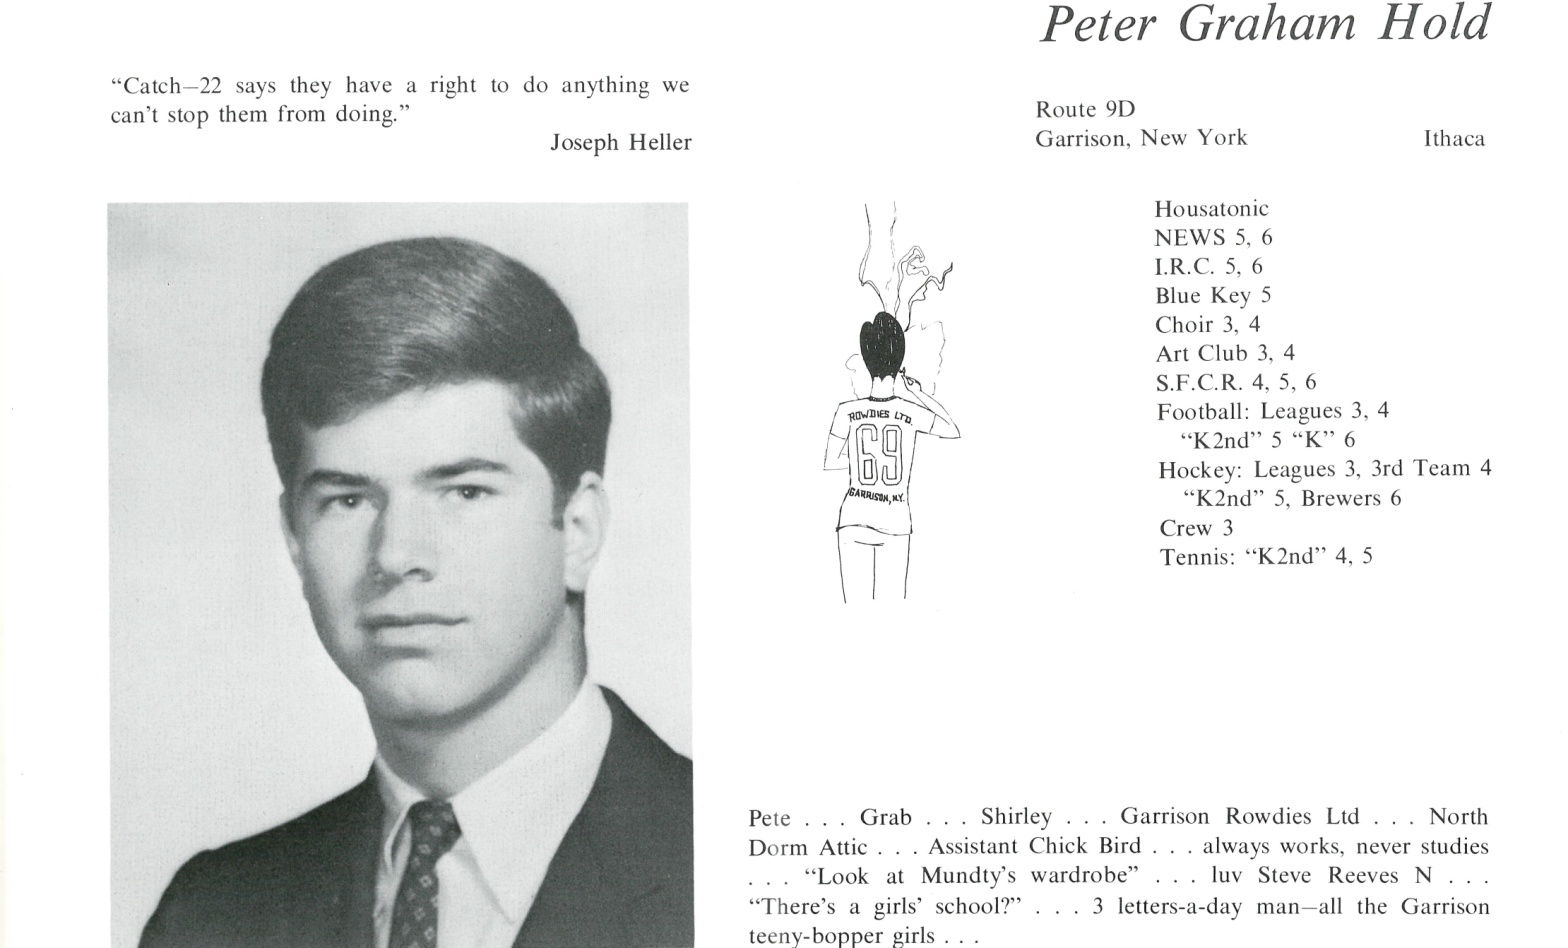 Peter Graham Hold
“Catch—22 says they have a right to do anything we
can’t stop them from doing.”
Joseph Heller
Route 9D
Garrison, New York Ithaca
ROWDIES LTD.
69
GARRISON, N.Y.
Housatonic
NEWS 5, 6
I.R.C. 5, 6
Blue Key 5
Choir 3, 4
Art Club 3, 4
S.F.C.R. 4, 5, 6
Football: Leagues 3, 4
“K2nd” 5 “K” 6
Hockey: Leagues 3, 3rd Team 4
“K2nd” 5, Brewers 6
Crew 3
Tennis: “K2nd” 4, 5
Pete . . . Grab . . . Shirley . . . Garrison Rowdies Ltd . . . North
Dorm Attic . . . Assistant Chick Bird . . . always works, never studies
. . . “Look at Mundty’s wardrobe” . . . luv Steve Reeves N . . .
“There’s a girls’ school?” . . . 3 letters-a-day man—all the Garrison
teeny-bopper girls . . .